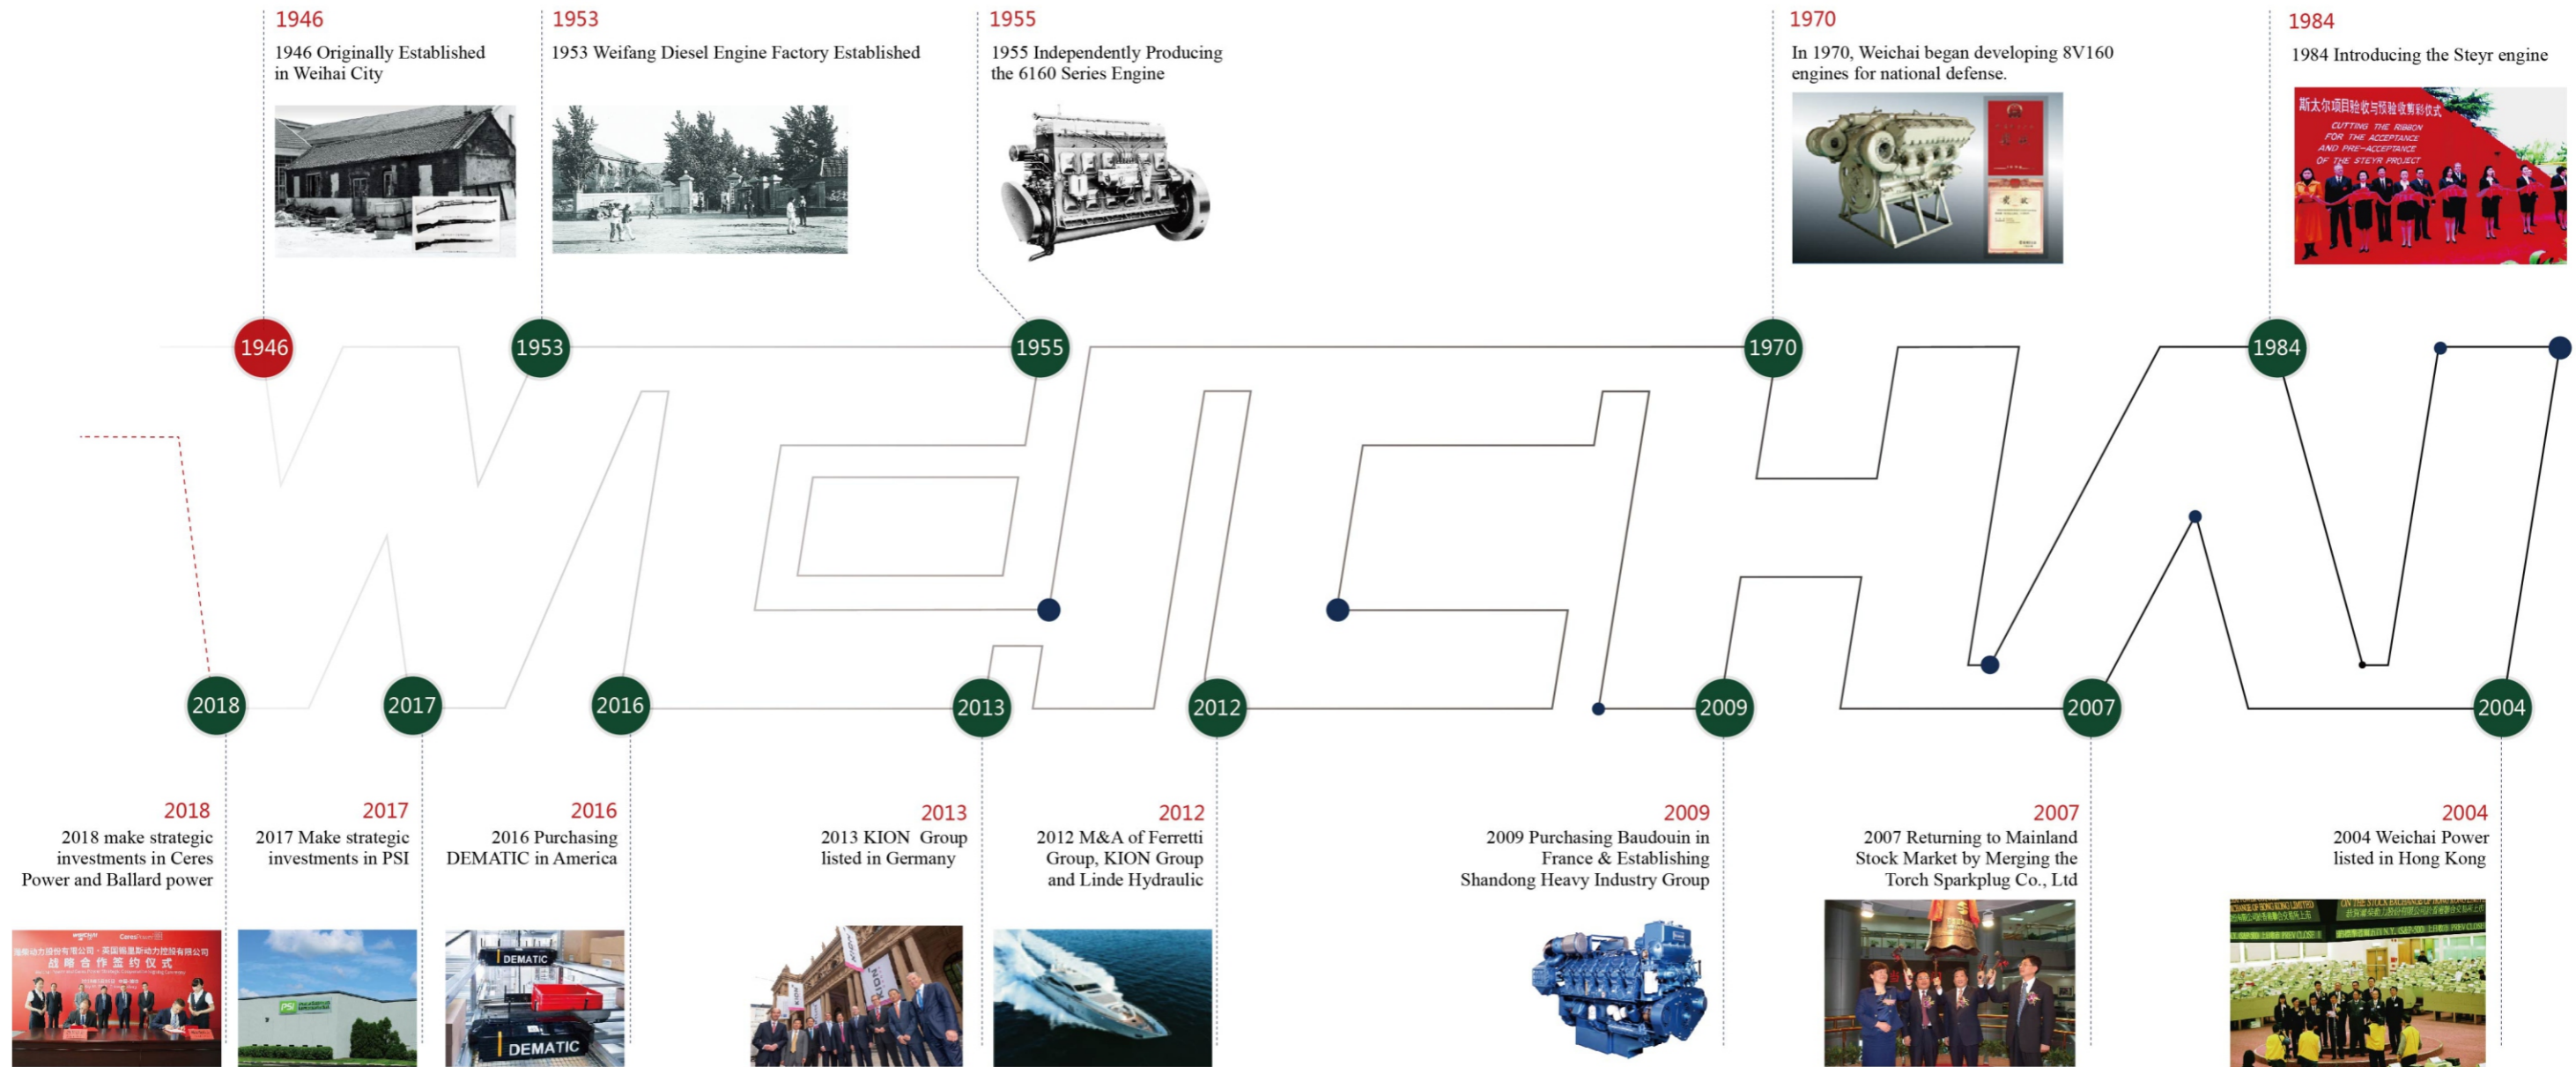 1946
1946 Originally Established
in Weihai City
1953
1953 Weifang Diesel Engine Factory Established
1955
1955 Independently Producing
the 6160 Series Engine
1970
In 1970, Weichai began developing 8V160
engines for national defense.
1984
1984 Introducing the Steyr engine
斯太尔项目验收与预验收剪彩仪式
CUTTING THE RIBBON
FOR THE ACCEPTANCE
AND PRE-ACCEPTANCE
OF THE STEYR PROJECT
1946
1953
1955
1970
1984
2018
2017
2016
2013
2012
2009
2007
2004
2018
2018 make strategic
investments in Ceres
Power and Ballard power
战略合作签约仪式
2017
2017 Make strategic
investments in PSI
PSI
2016
2016 Purchasing
DEMATIC in America
DEMATIC
DEMATIC
2013
2013 KION Group
listed in Germany
KION
KION
KION
2012
2012 M&A of Ferretti
Group, KION Group
and Linde Hydraulic
2009
2009 Purchasing Baudouin in
France & Establishing
Shandong Heavy Industry Group
2007
2007 Returning to Mainland
Stock Market by Merging the
Torch Sparkplug Co., Ltd
2004
2004 Weichai Power
listed in Hong Kong